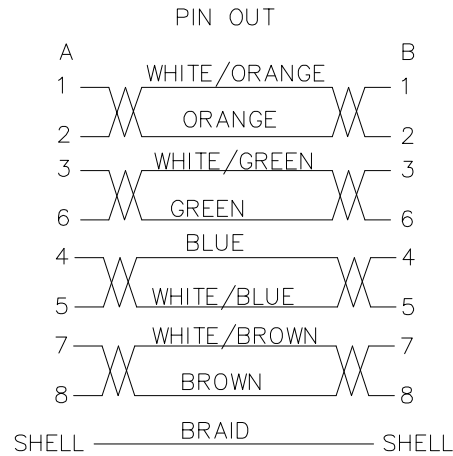 PIN OUT
A B
1 WHITE/ORANGE 1
2 ORANGE 2
3 WHITE/GREEN 3
6 GREEN 6
4 BLUE 4
5 WHITE/BLUE 5
7 WHITE/BROWN 7
8 BROWN 8
SHELL BRAID SHELL